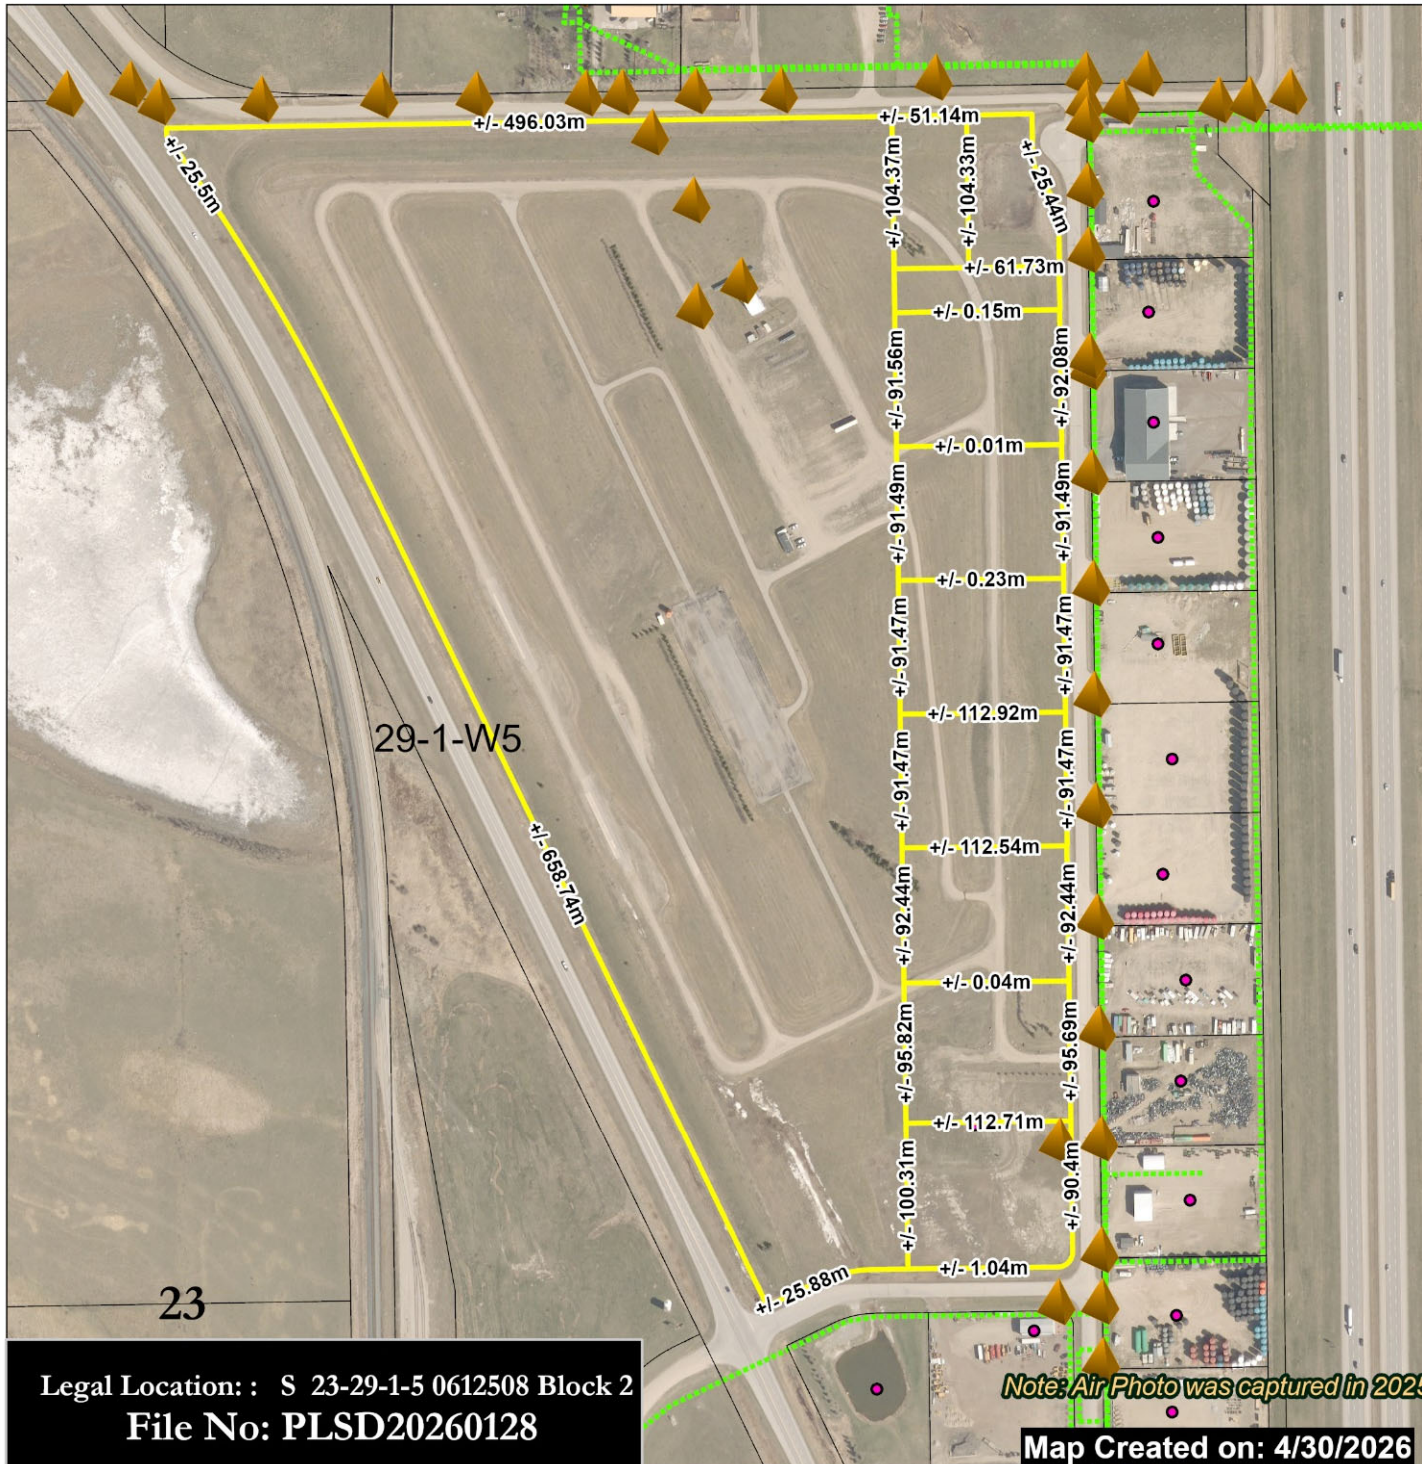 +/- 496.03m
+/- 51.14m
+/- 25.5m
+/- 104.37m
+/- 104.33m
+/- 25.44m
+/- 61.73m
+/- 0.15m
+/- 91.56m
+/- 92.08m
+/- 0.01m
+/- 91.49m
+/- 91.49m
+/- 0.23m
+/- 91.47m
+/- 91.47m
+/- 112.92m
29-1-W5
+/- 91.47m
+/- 91.47m
+/- 112.54m
+/- 658.74m
+/- 92.44m
+/- 92.44m
+/- 0.04m
+/- 95.82m
+/- 95.69m
+/- 112.71m
+/- 100.31m
+/- 90.4m
+/- 1.04m
+/- 25.88m
23
Legal Location: : S 23-29-1-5 0612508 Block 2
File No: PLSD20260128
Note: Air Photo was captured in 2025
Map Created on: 4/30/2026